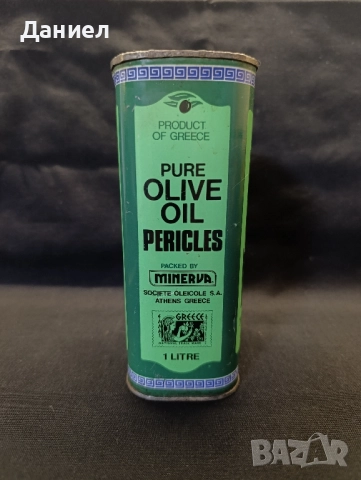 Даниел
PRODUCT
OF GREECE
PURE
OLIVE
OIL
PERICLES
PACKED BY
MINERVA
SOCIETE OLEICOLE S.A.
ATHENS GREECE
GREECE
1 LITRE
BAZAR